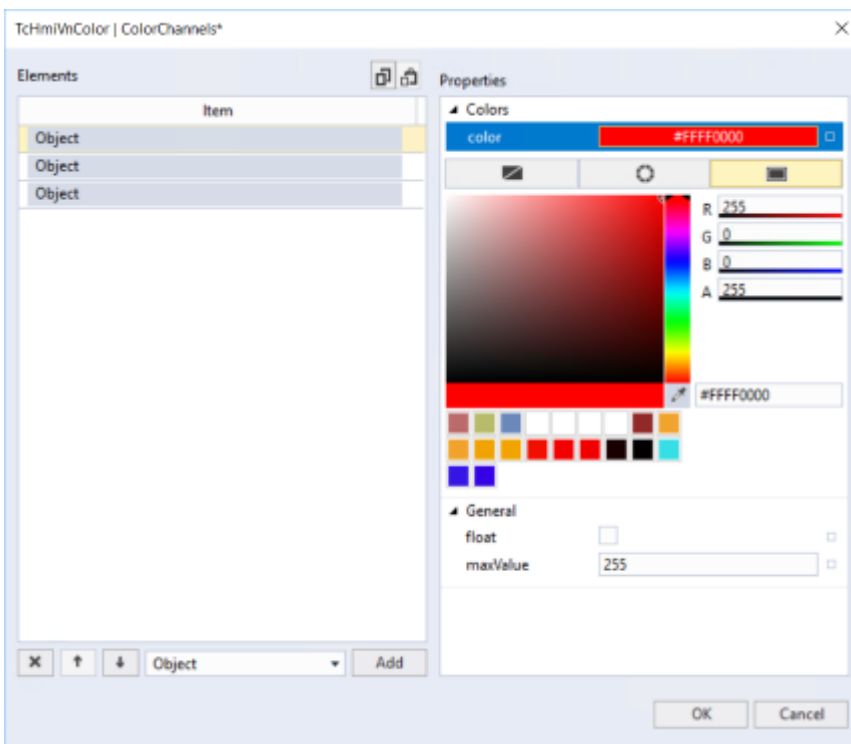 TcHmiVnColor | ColorChannels*
Elements
Properties
Item
Object
Object
Object
Colors
color #FFFF0000
R 255
G 0
B 0
A 255
#FFFF0000
General
float
maxValue 255
Object Add
OK Cancel